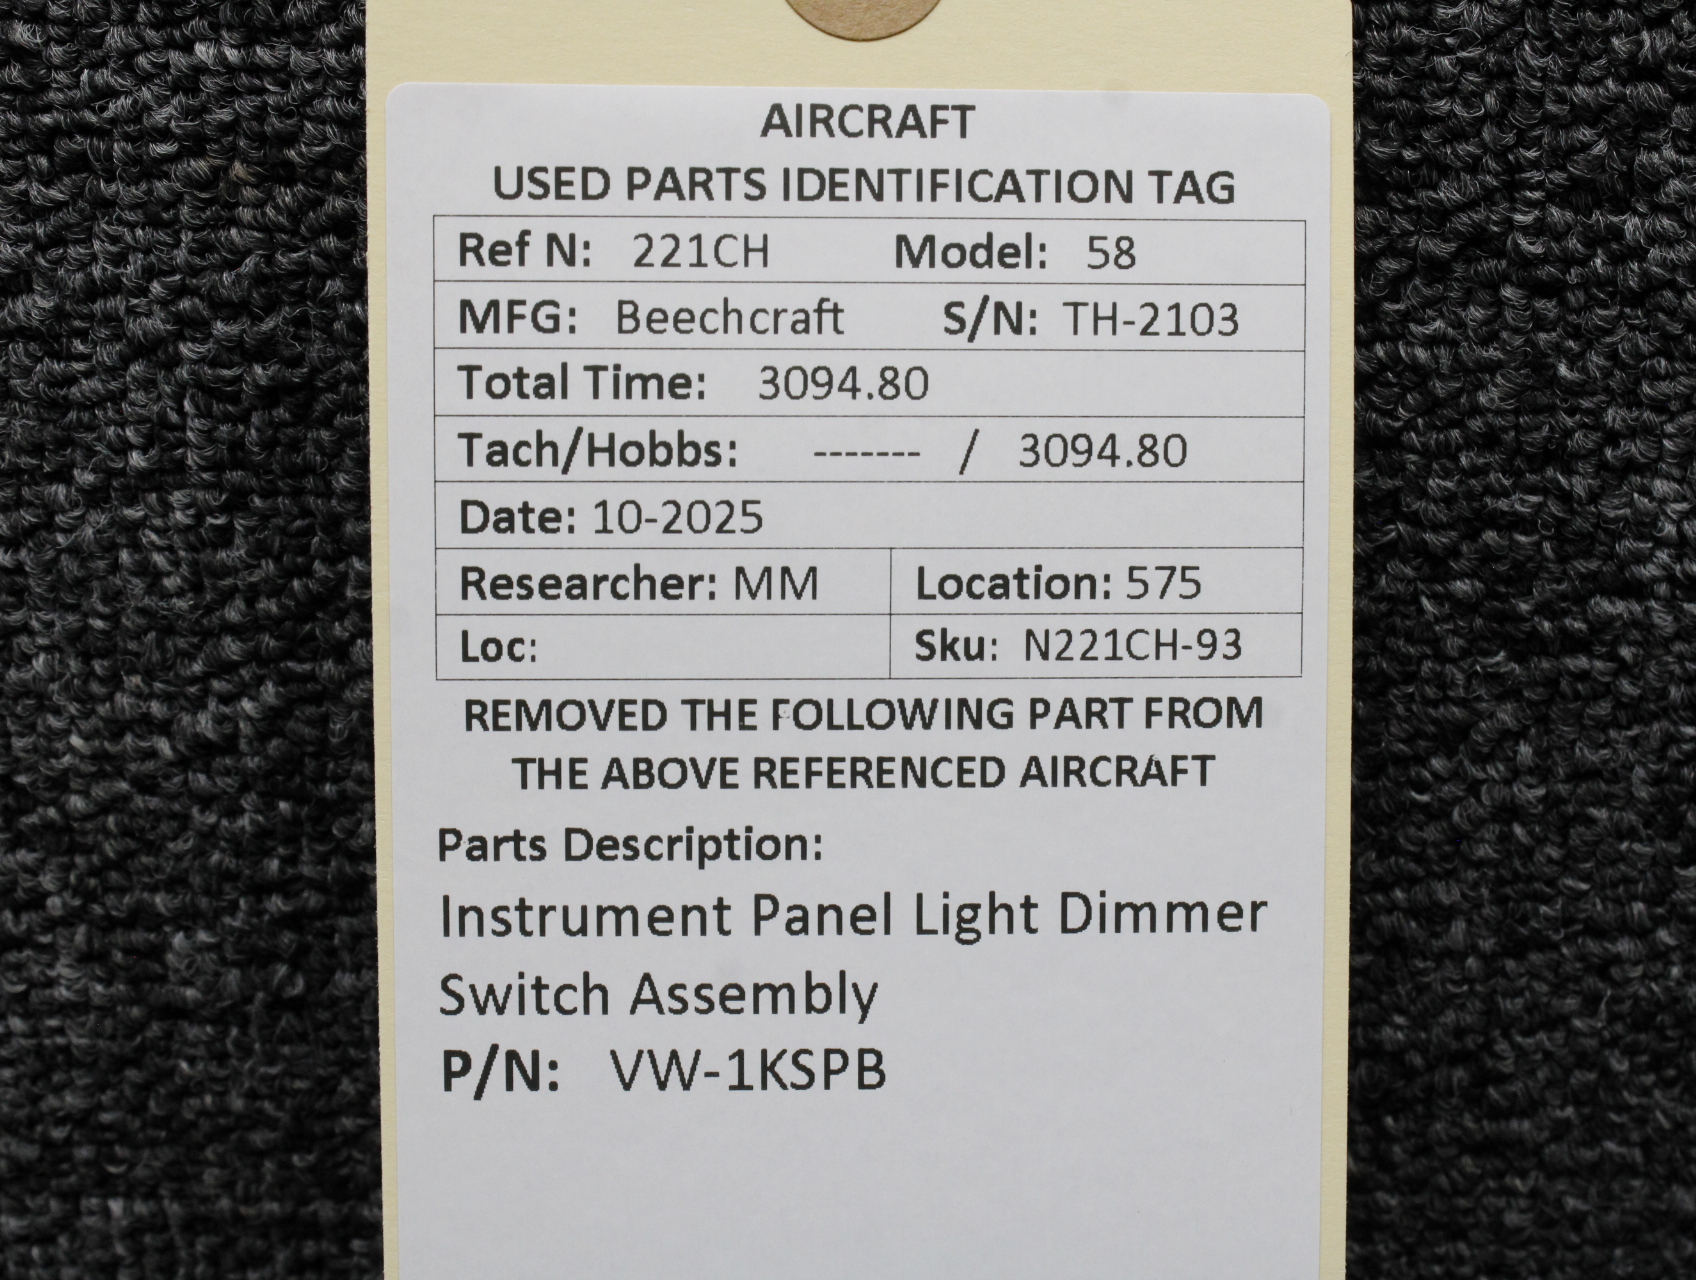 AIRCRAFT
USED PARTS IDENTIFICATION TAG
Ref N: 221CH Model: 58
MFG: Beechcraft S/N: TH-2103
Total Time: 3094.80
Tach/Hobbs: ------- / 3094.80
Date: 10-2025
Researcher: MM Location: 575
Loc: Sku: N221CH-93
REMOVED THE FOLLOWING PART FROM
THE ABOVE REFERENCED AIRCRAFT
Parts Description:
Instrument Panel Light Dimmer
Switch Assembly
P/N: VW-1KSPB